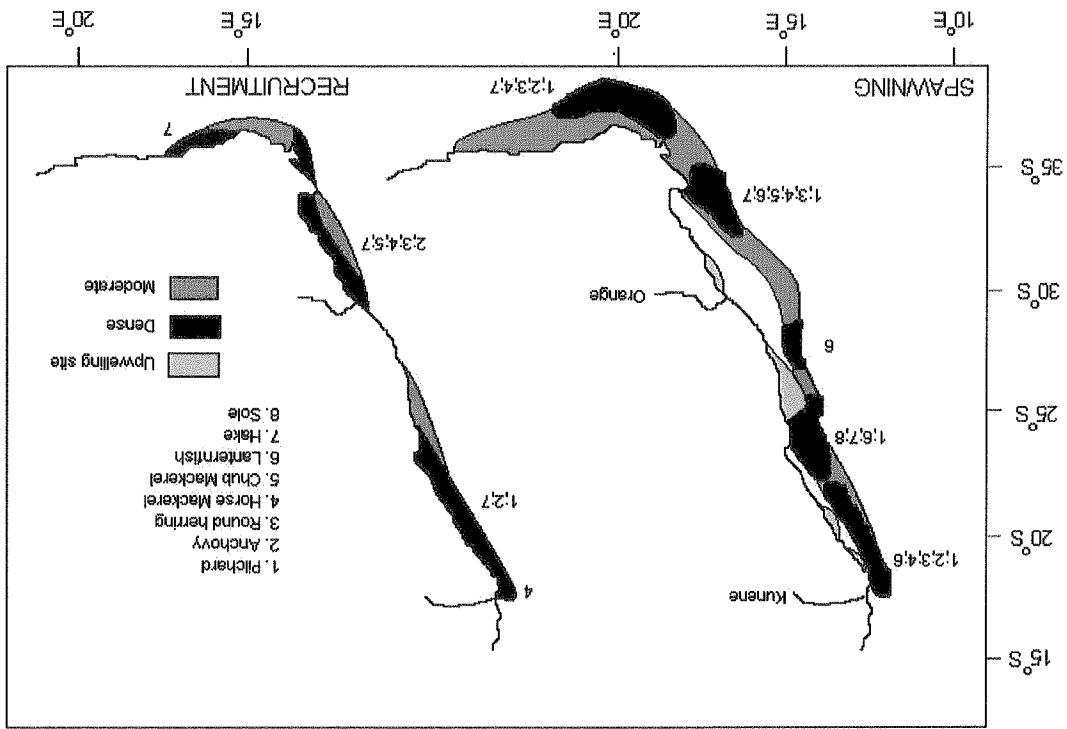 15°S
Kunene
4
1;2;3;4;6
20°S
1. Pilchard
2. Anchovy
3. Round herring
4. Horse Mackerel
5. Chub Mackerel
6. Lanternfish
7. Hake
8. Sole
1;2;7
1;6;7;8
25°S
6
Upwelling site
Dense
Moderate
Orange
30°S
2;3;4;5;7
1;3;4;5;6;7
35°S
7
1;2;3;4;7
SPAWNING
RECRUITMENT
10°E
15°E
20°E
15°E
20°E